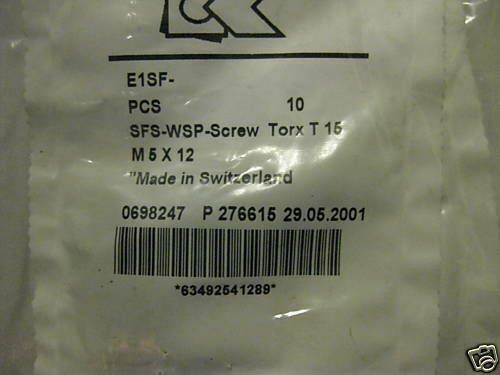 E1SF-
PCS 10
SFS-WSP-Screw Torx T 15
M 5 X 12
"Made in Switzerland
0698247 P 276615 29.05.2001
*63492541289*